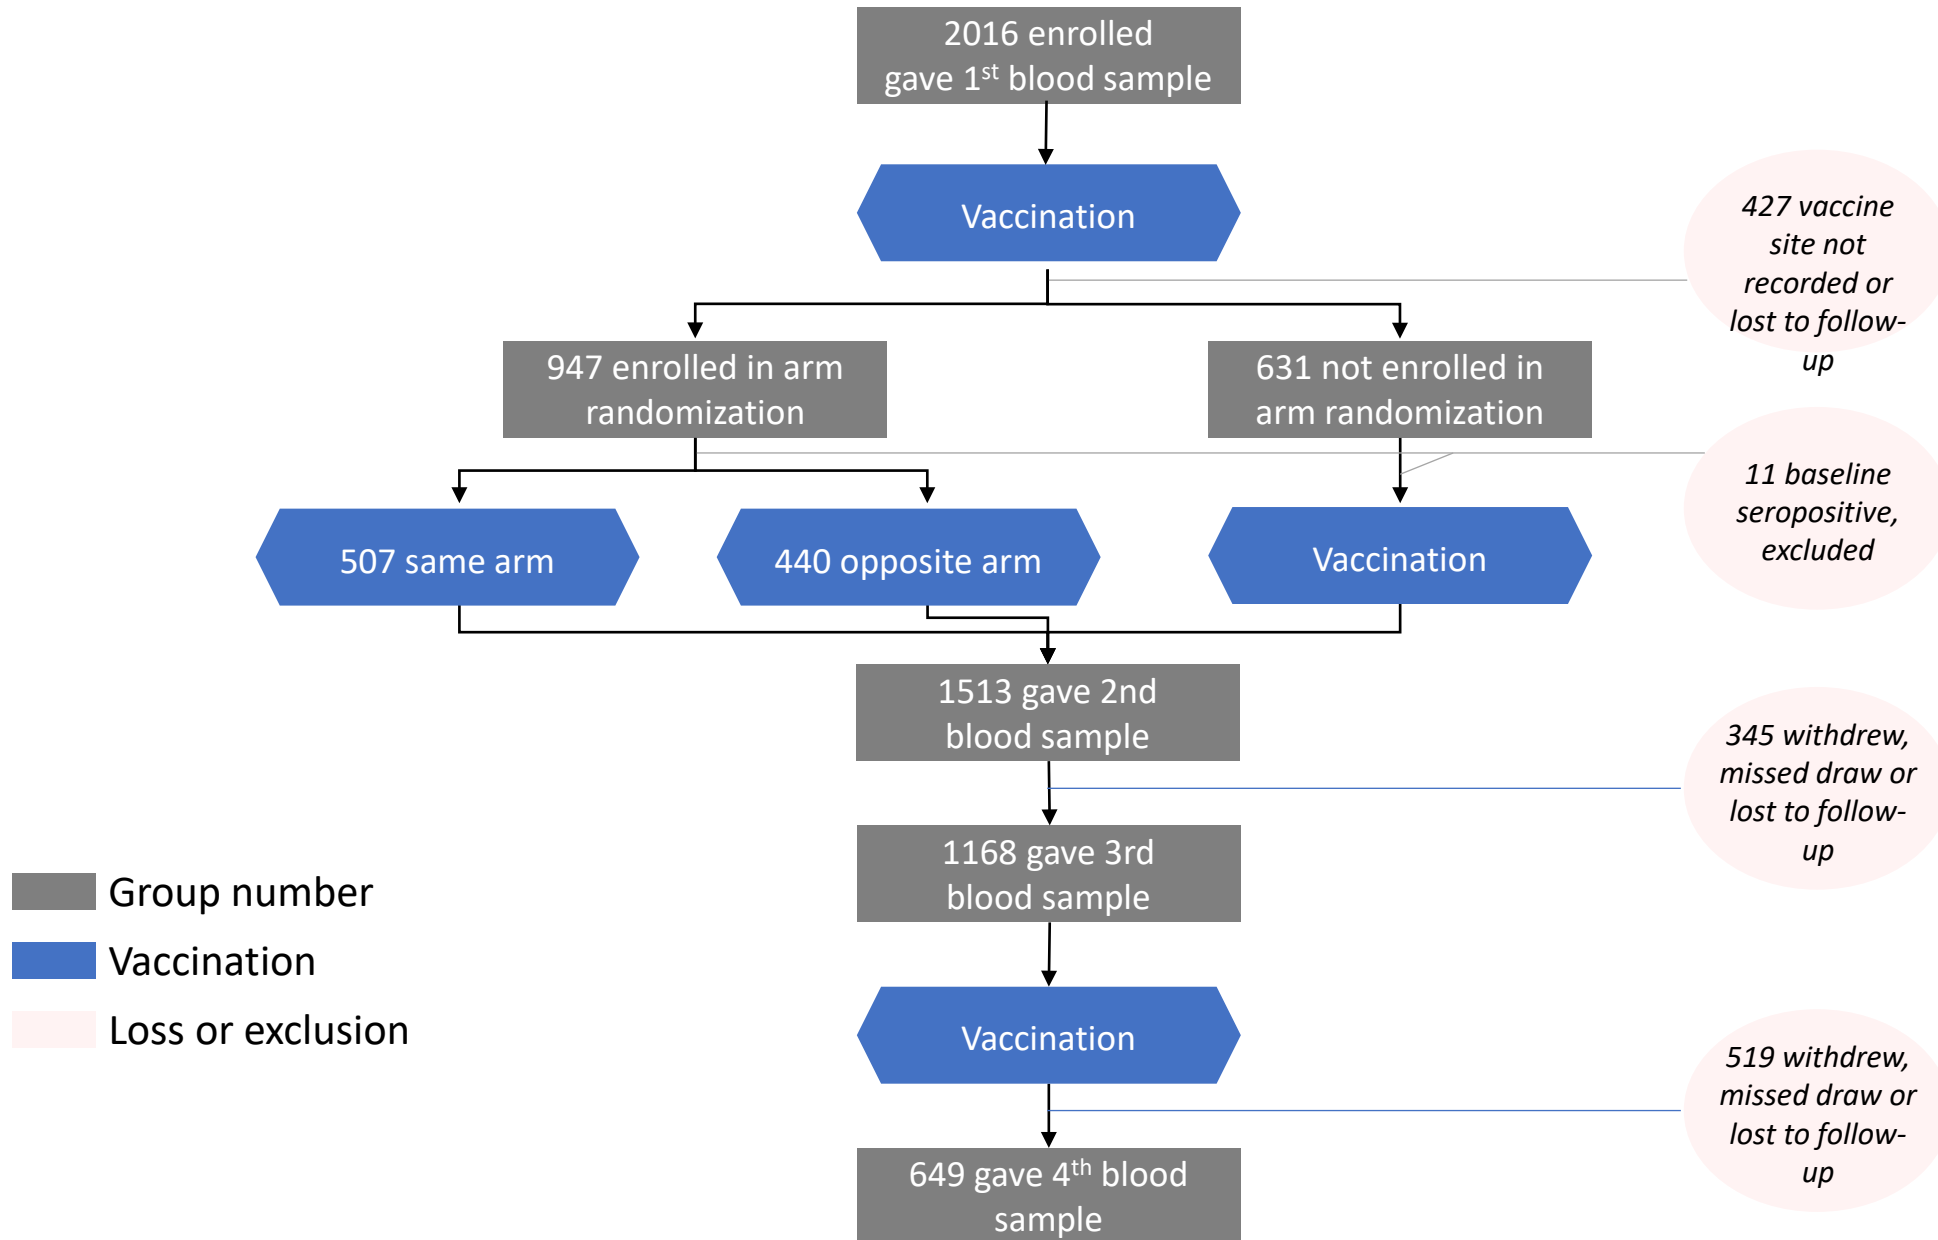 2016 enrolled
gave 1st blood sample
Vaccination
427 vaccine
site not
recorded or
lost to follow-
up
947 enrolled in arm
randomization
631 not enrolled in
arm randomization
11 baseline
seropositive,
excluded
507 same arm
440 opposite arm
Vaccination
1513 gave 2nd
blood sample
345 withdrew,
missed draw or
lost to follow-
up
1168 gave 3rd
blood sample
Group number
Vaccination
Loss or exclusion
Vaccination
519 withdrew,
missed draw or
lost to follow-
up
649 gave 4th blood
sample